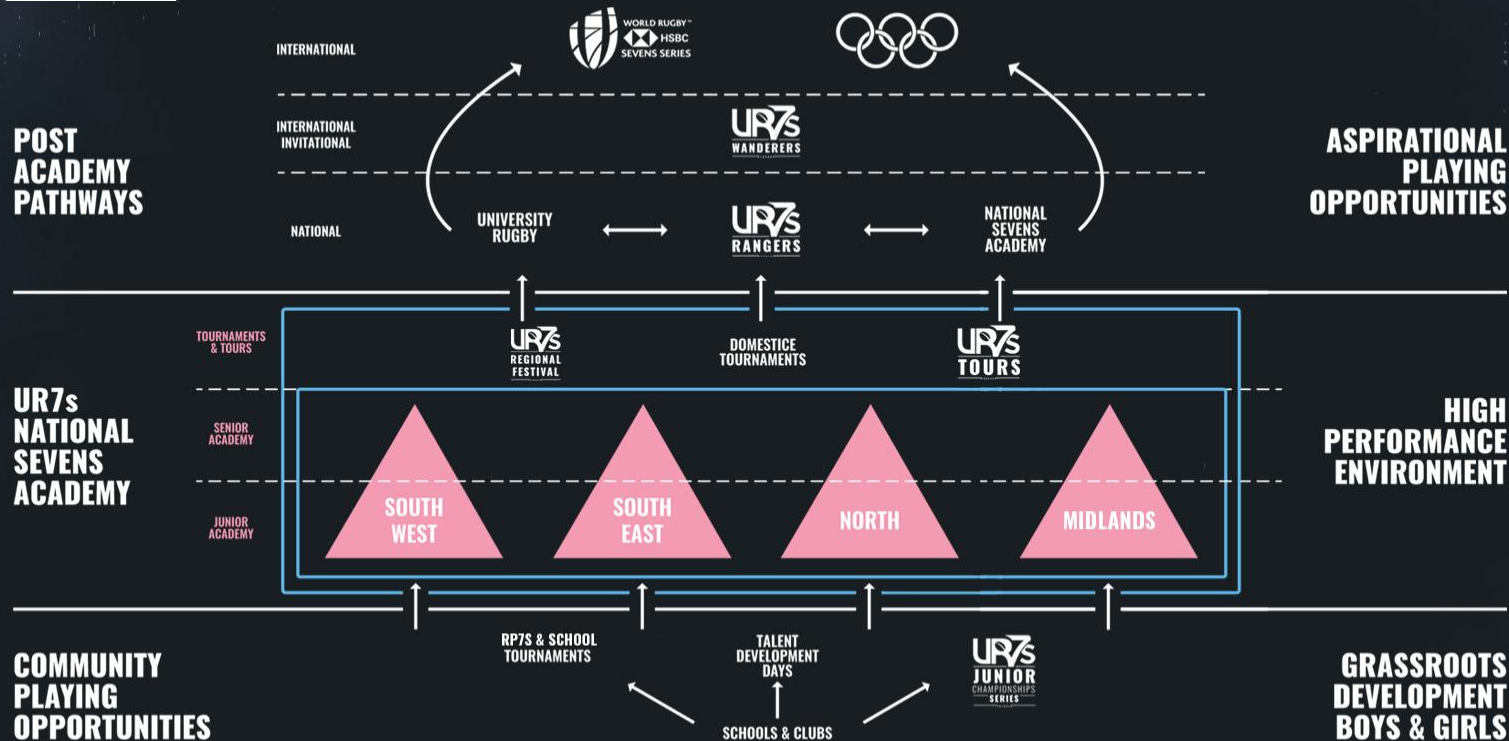 INTERNATIONAL
WORLD RUGBY™
HSBC
SEVENS SERIES
INTERNATIONAL
INVITATIONAL
UR7s
WANDERERS
POST
ACADEMY
PATHWAYS
ASPIRATIONAL
PLAYING
OPPORTUNITIES
NATIONAL
UNIVERSITY
RUGBY
UR7s
RANGERS
NATIONAL
SEVENS
ACADEMY
TOURNAMENTS
& TOURS
UR7s
REGIONAL
FESTIVAL
DOMESTICE
TOURNAMENTS
UR7s
TOURS
UR7s
NATIONAL
SEVENS
ACADEMY
SENIOR
ACADEMY
HIGH
PERFORMANCE
ENVIRONMENT
JUNIOR
ACADEMY
SOUTH
WEST
SOUTH
EAST
NORTH
MIDLANDS
RP7S & SCHOOL
TOURNAMENTS
TALENT
DEVELOPMENT
DAYS
UR7s
JUNIOR
CHAMPIONSHIPS
SERIES
COMMUNITY
PLAYING
OPPORTUNITIES
SCHOOLS & CLUBS
GRASSROOTS
DEVELOPMENT
BOYS & GIRLS